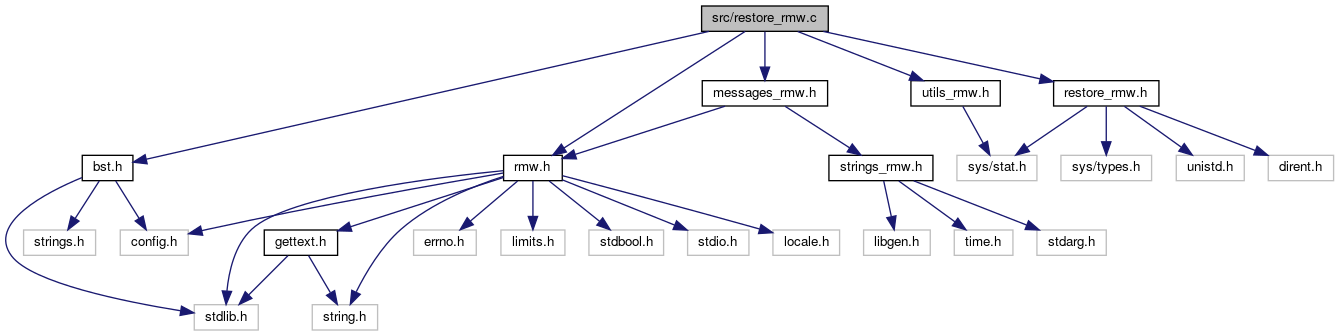 src/restore_rmw.c
messages_rmw.h
utils_rmw.h
restore_rmw.h
bst.h
rmw.h
strings_rmw.h
sys/stat.h
sys/types.h
unistd.h
dirent.h
strings.h
config.h
gettext.h
errno.h
limits.h
stdbool.h
stdio.h
locale.h
libgen.h
time.h
stdarg.h
stdlib.h
string.h